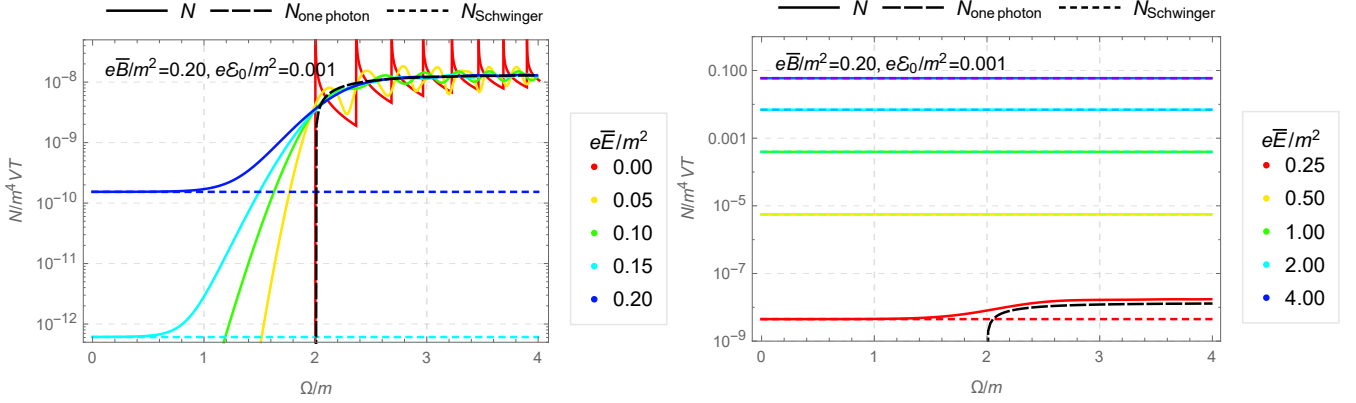 N N_one photon N_Schwinger
eB̅/m²=0.20, eℰ₀/m²=0.001
N/m⁴VT
10⁻⁸
10⁻⁹
10⁻¹⁰
10⁻¹¹
10⁻¹²
0 1 2 3 4
Ω/m
eE̅/m²
0.00
0.05
0.10
0.15
0.20
N N_one photon N_Schwinger
eB̅/m²=0.20, eℰ₀/m²=0.001
N/m⁴VT
0.100
0.001
10⁻⁵
10⁻⁷
10⁻⁹
0 1 2 3 4
Ω/m
eE̅/m²
0.25
0.50
1.00
2.00
4.00